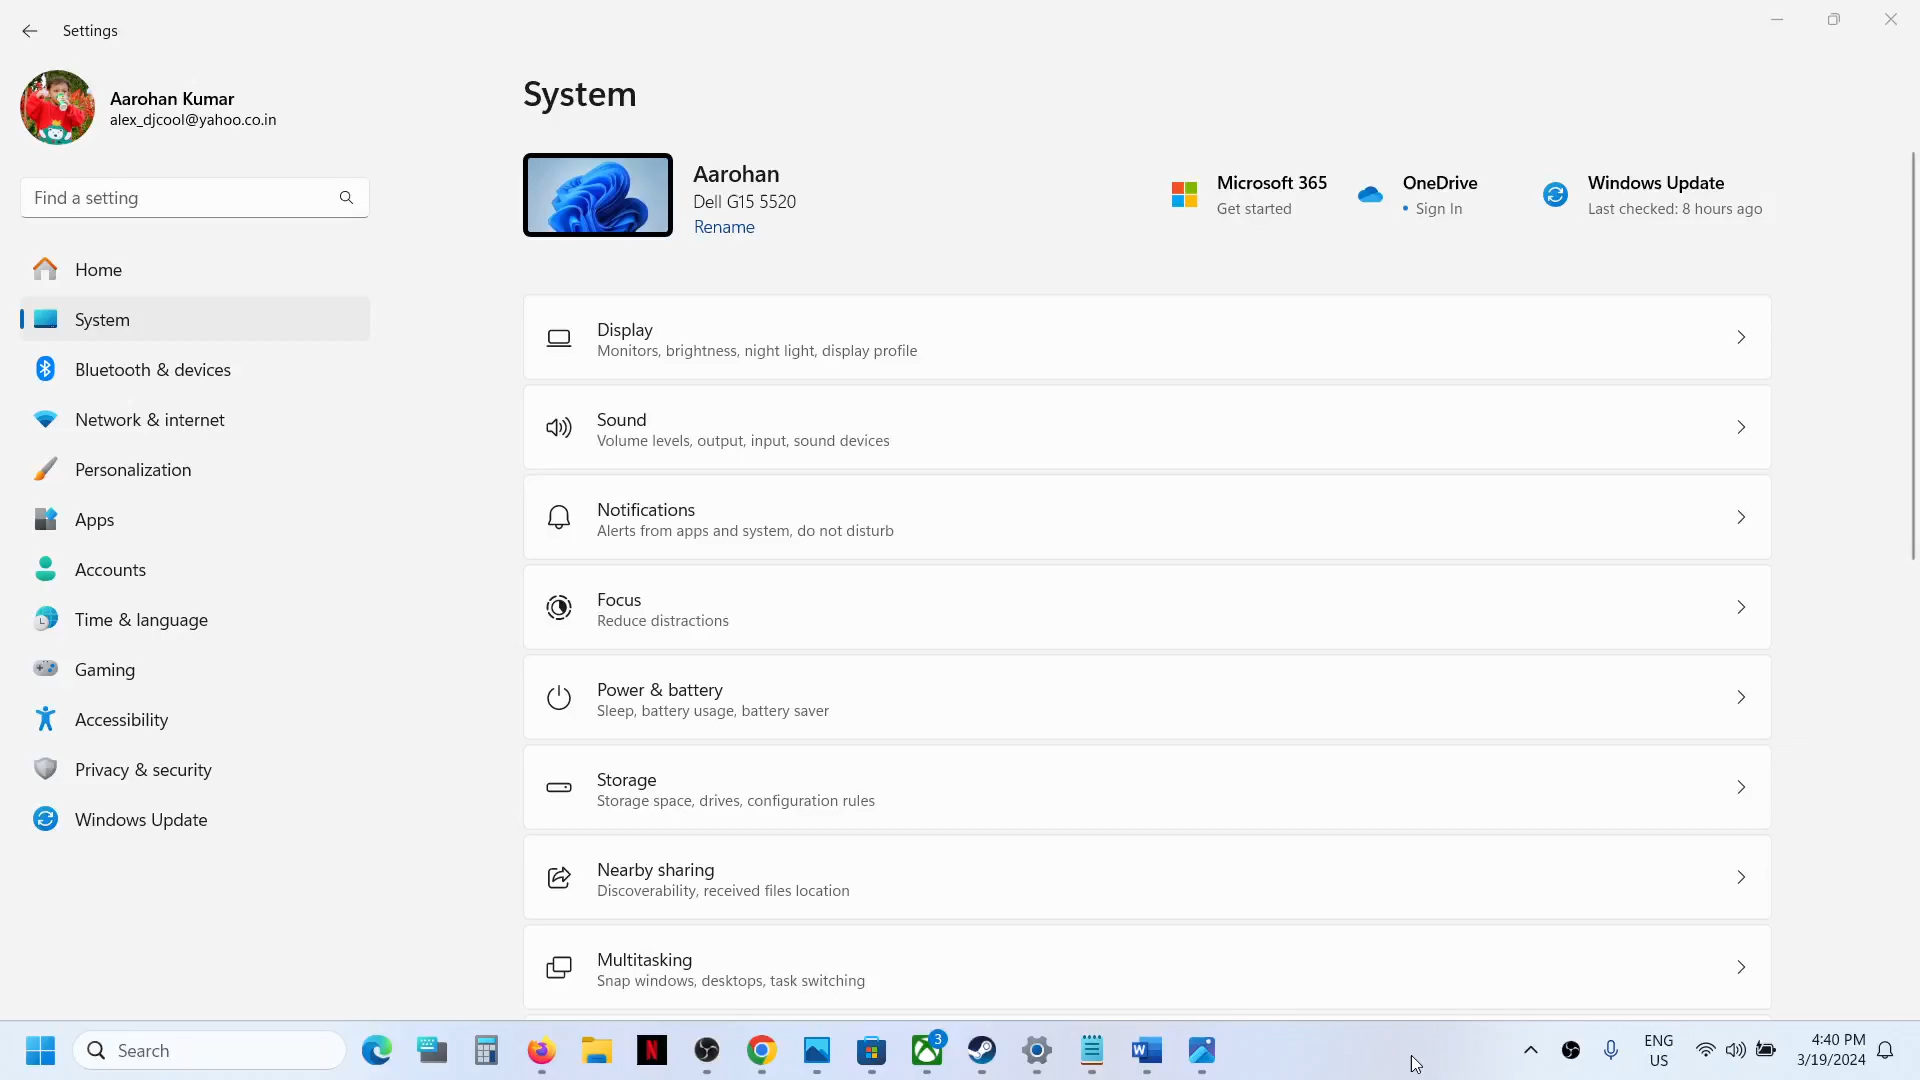 Settings
Aarohan Kumar
alex_djcool@yahoo.co.in
Find a setting
Home
System
Bluetooth & devices
Network & internet
Personalization
Apps
Accounts
Time & language
Gaming
Accessibility
Privacy & security
Windows Update
System
Aarohan
Dell G15 5520
Rename
Microsoft 365
Get started
OneDrive
• Sign In
Windows Update
Last checked: 8 hours ago
Display
Monitors, brightness, night light, display profile
Sound
Volume levels, output, input, sound devices
Notifications
Alerts from apps and system, do not disturb
Focus
Reduce distractions
Power & battery
Sleep, battery usage, battery saver
Storage
Storage space, drives, configuration rules
Nearby sharing
Discoverability, received files location
Multitasking
Snap windows, desktops, task switching
Search
N
3
W
ENG
US
4:40 PM
3/19/2024